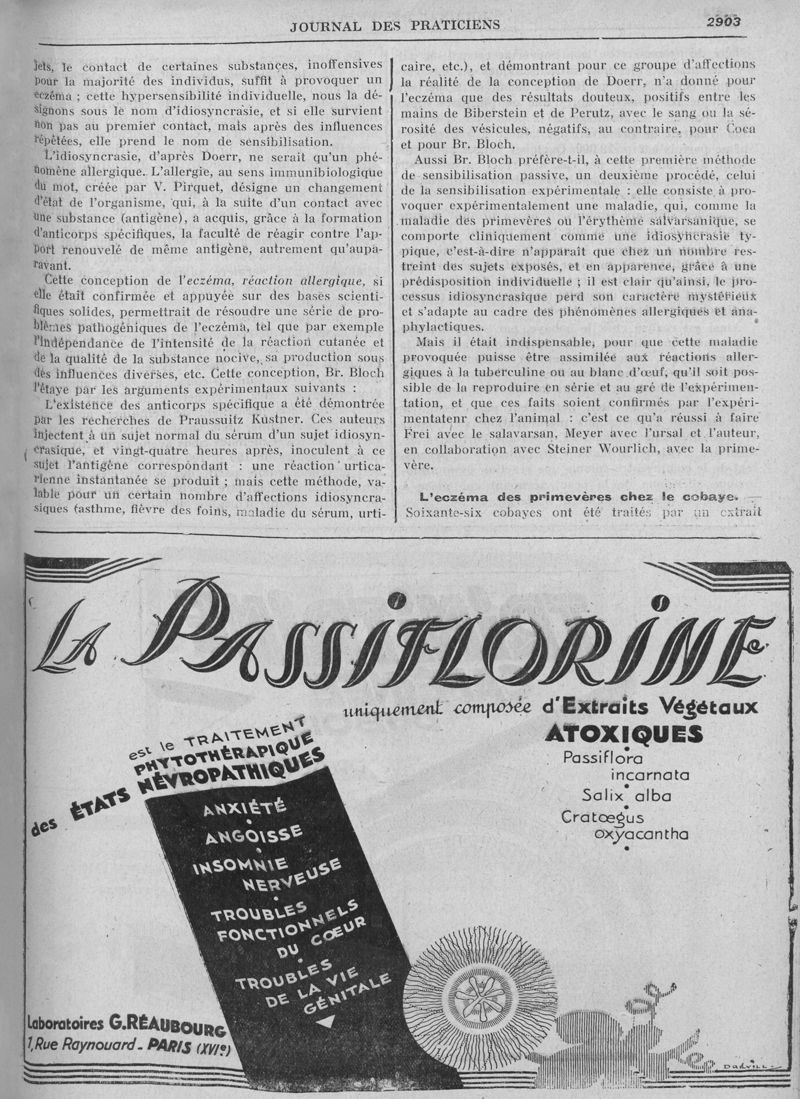 JOURNAL DES PRATICIENS
2903
jets, le contact de certaines substances, inoffensives
pour la majorité des individus, suffit à provoquer un
eczéma ; cette hypersensibilité individuelle, nous la dé-
signons sous le nom d'idiosyncrasie, et si elle survient
non pas au premier contact, mais après des influences
répétées, elle prend le nom de sensibilisation.
L'idiosyncrasie, d'après Doerr, ne serait qu'un phé-
nomène allergique. L'allergie, au sens immunibiologique
du mot, créée par V. Pirquet, désigne un changement
d'état de l'organisme, qui, à la suite d'un contact avec
une substance (antigène), a acquis, grâce à la formation
d'anticorps spécifiques, la faculté de réagir contre l'ap-
port renouvelé de même antigène, autrement qu'aupa-
ravant.
Cette conception de l'eczéma, réaction allergique, si
elle était confirmée et appuyée sur des bases scienti-
fiques solides, permettrait de résoudre une série de pro-
blèmes pathogéniques de l'eczéma, tel que par exemple
l'indépendance de l'intensité de la réaction cutanée et
de la qualité de la substance nocive, sa production sous
des influences diverses, etc. Cette conception, Br. Bloch
l'étaye par les arguments expérimentaux suivants :
L'existence des anticorps spécifique a été démontrée
par les recherches de Praussuitz Kustner. Ces auteurs
injectent à un sujet normal du sérum d'un sujet idiosyn-
crasique, et vingt-quatre heures après, inoculent à ce
sujet l'antigène correspondant : une réaction urtica-
rienne instantanée se produit ; mais cette méthode, va-
lable pour un certain nombre d'affections idiosyncra-
siques (asthme, fièvre des foins, maladie du sérum, urti-
caire, etc.), et démontrant pour ce groupe d'affections
la réalité de la conception de Doerr, n'a donné pour
l'eczéma que des résultats douteux, positifs entre les
mains de Biberstein et de Perutz, avec le sang ou la sé-
rosité des vésicules, négatifs, au contraire, pour Coca
et pour Br. Bloch.
Aussi Br. Bloch préfère-t-il, à cette première méthode
de sensibilisation passive, un deuxième procédé, celui
de la sensibilisation expérimentale : elle consiste à pro-
voquer expérimentalement une maladie, qui, comme la
maladie des primevères ou l'érythème salvarsanique, se
comporte cliniquement comme une idiosyncrasie ty-
pique, c'est-à-dire n'apparaît que chez un nombre res-
treint des sujets exposés, et en apparence, grâce à une
prédisposition individuelle ; il est clair qu'ainsi, le pro-
cessus idiosyncrasique perd son caractère mystérieux
et s'adapte au cadre des phénomènes allergiques et ana-
phylactiques.
Mais il était indispensable, pour que cette maladie
provoquée puisse être assimilée aux réactions aller-
giques à la tuberculine ou au blanc d'œuf, qu'il soit pos-
sible de la reproduire en série et au gré de l'expérimen-
tation, et que ces faits soient confirmés par l'expéri-
mentatenr chez l'animal : c'est ce qu'a réussi à faire
Frei avec le salavarsan, Meyer avec l'ursal et l'auteur,
en collaboration avec Steiner Wourlich, avec la prime-
vère.
L'eczéma des primevères chez le cobaye. —
Soixante-six cobayes ont été traités par un extrait
LA PASSIFLORINE
uniquement composée d'Extraits Végétaux
ATOXIQUES
Passiflora
incarnata
Salix alba
Cratœgus
oxyacantha
est le TRAITEMENT
PHYTOTHÉRAPIQUE
des ÉTATS NÉVROPATHIQUES
ANXIÉTÉ
ANGOISSE
INSOMNIE
NERVEUSE
TROUBLES
FONCTIONNELS
DU CŒUR
TROUBLES
DE LA VIE
GÉNITALE
Laboratoires G. RÉAUBOURG
1, Rue Raynouard - PARIS (XVIe)